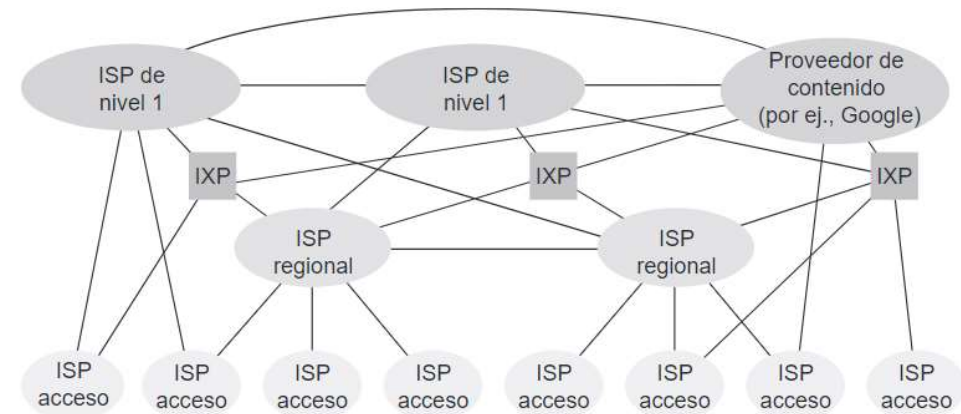 ISP de
nivel 1
ISP de
nivel 1
Proveedor de
contenido
(por ej., Google)
IXP
IXP
IXP
ISP
regional
ISP
regional
ISP
acceso
ISP
acceso
ISP
acceso
ISP
acceso
ISP
acceso
ISP
acceso
ISP
acceso
ISP
acceso